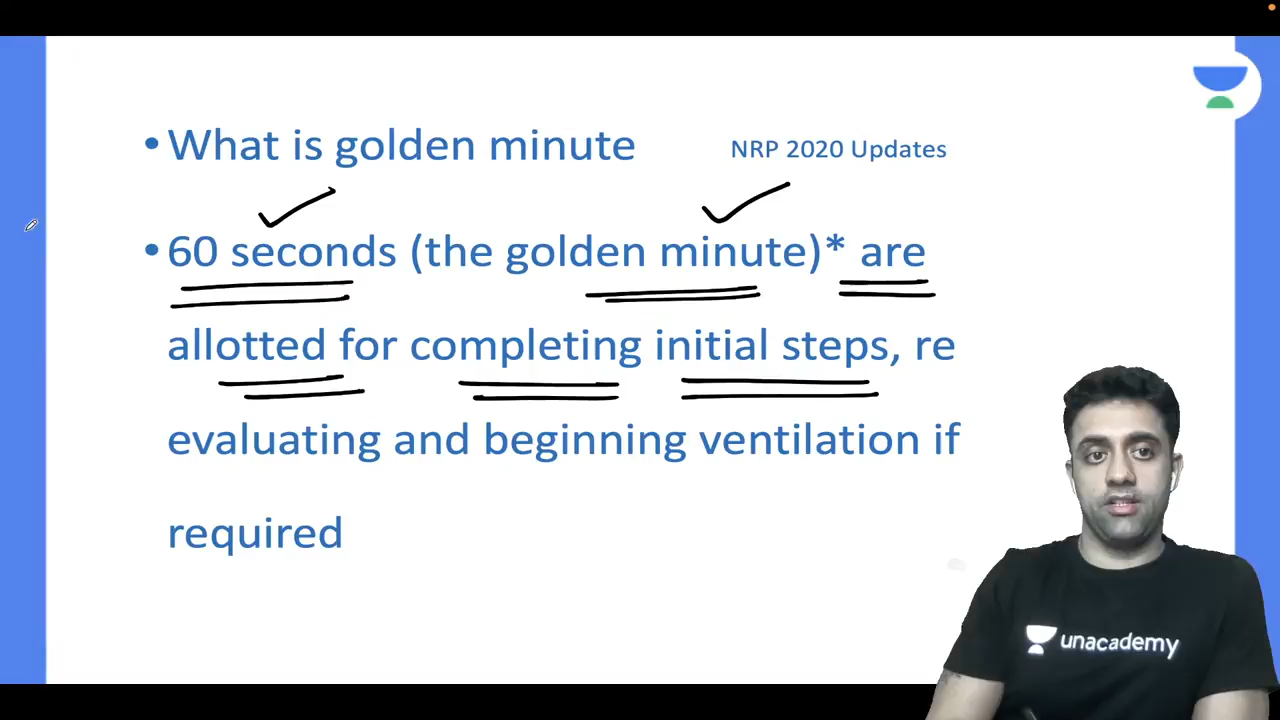 • What is golden minute NRP 2020 Updates
• 60 seconds (the golden minute)* are
allotted for completing initial steps, re
evaluating and beginning ventilation if
required
unacademy